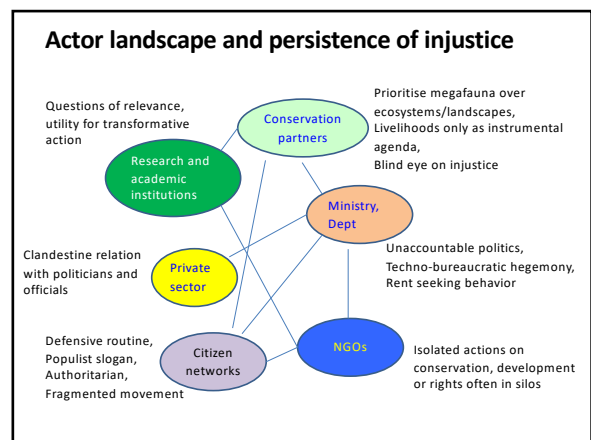 Actor landscape and persistence of injustice
Questions of relevance,
utility for transformative
action
Conservation
partners
Prioritise megafauna over
ecosystems/landscapes,
Livelihoods only as instrumental
agenda,
Blind eye on injustice
Research and
academic
institutions
Ministry,
Dept
Unaccountable politics,
Techno-bureaucratic hegemony,
Rent seeking behavior
Clandestine relation
with politicians and
officials
Private
sector
Defensive routine,
Populist slogan,
Authoritarian,
Fragmented movement
Citizen
networks
NGOs
Isolated actions on
conservation, development
or rights often in silos